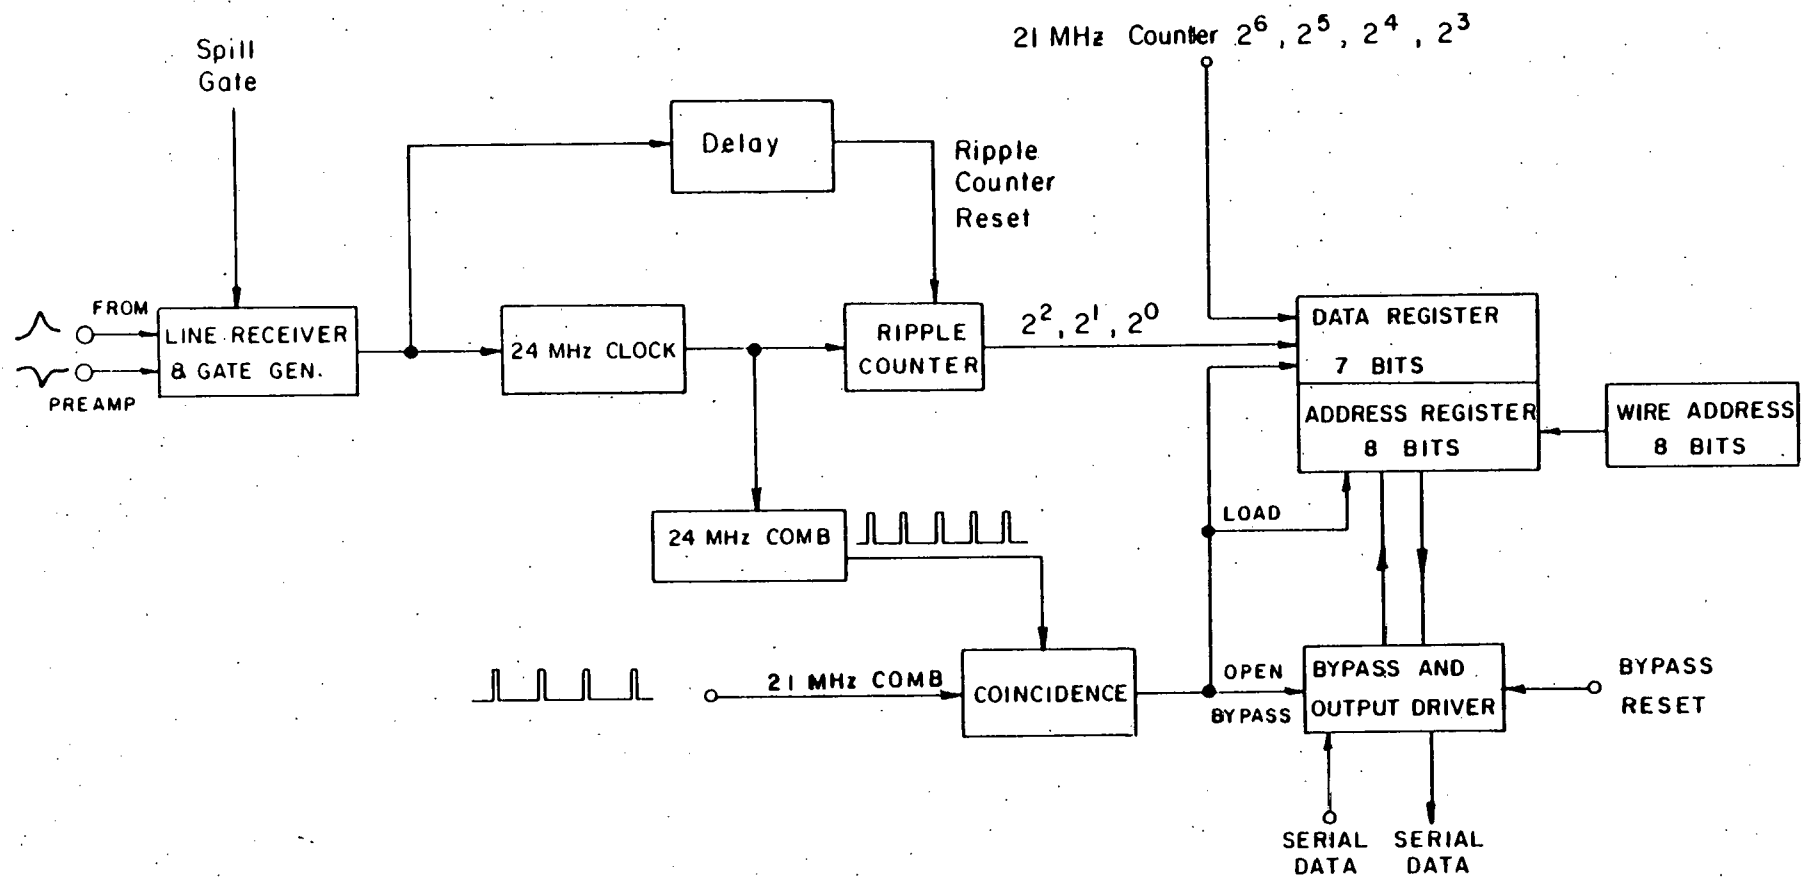 21 MHz Counter 2⁶, 2⁵, 2⁴, 2³
Spill
Gate
Delay
Ripple
Counter
Reset
FROM
PREAMP
LINE RECEIVER
& GATE GEN.
24 MHz CLOCK
RIPPLE
COUNTER
2², 2¹, 2⁰
DATA REGISTER
7 BITS
ADDRESS REGISTER
8 BITS
WIRE ADDRESS
8 BITS
24 MHz COMB
LOAD
21 MHz COMB
COINCIDENCE
OPEN
BYPASS
BYPASS AND
OUTPUT DRIVER
BYPASS
RESET
SERIAL
DATA
SERIAL
DATA